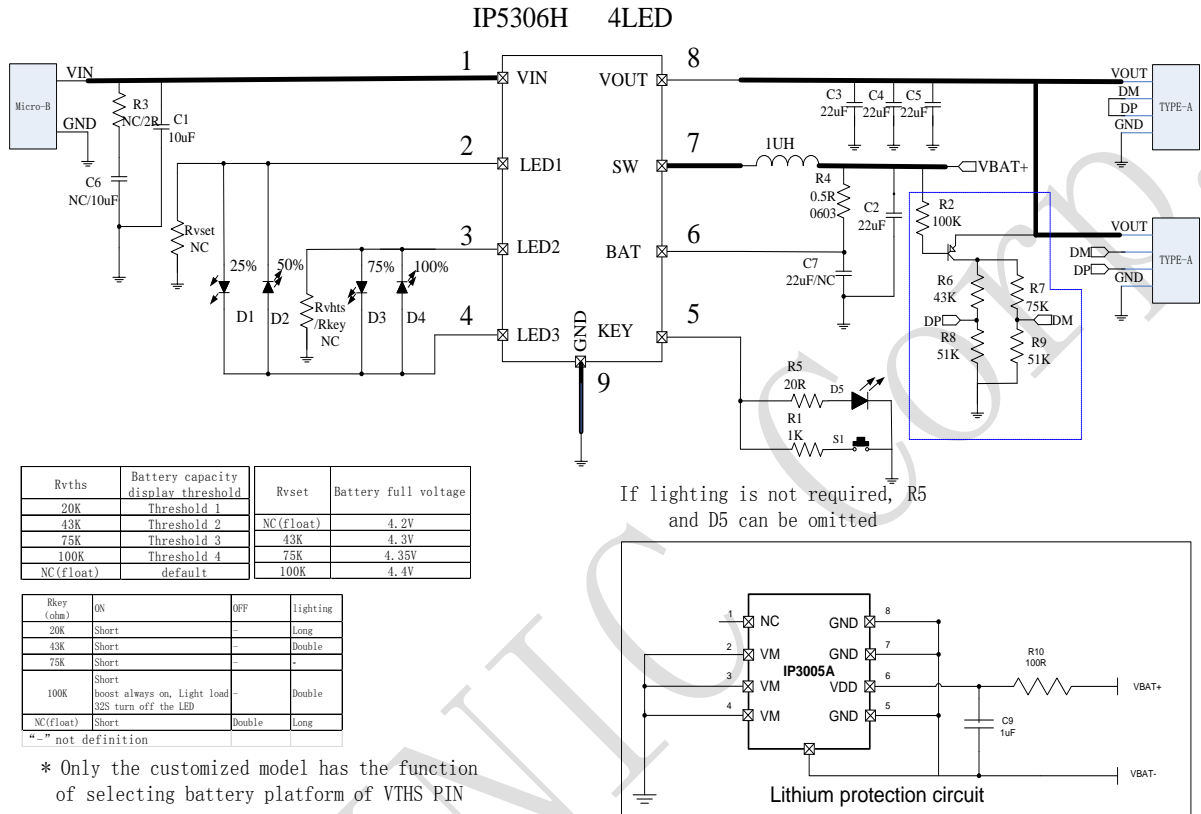 IP5306H 4LED
Micro-B
VIN
GND
R3
NC/2R
C1
10uF
C6
NC/10uF
1
VIN
2
LED1
3
LED2
4
LED3
GND
9
8
VOUT
7
SW
6
BAT
5
KEY
Rvset
NC
25%
50%
D1
D2
Rvhts
/Rkey
NC
75%
100%
D3
D4
C3
22uF
C4
22uF
C5
22uF
1UH
VBAT+
R4
0.5R
0603
C2
22uF
C7
22uF/NC
R2
100K
R6
43K
R7
75K
DP
DM
R8
51K
R9
51K
VOUT
DM
DP
GND
TYPE-A
VOUT
DM
DP
GND
TYPE-A
R5
20R
D5
R1
1K
S1
If lighting is not required, R5
and D5 can be omitted
Rvths Battery capacity display threshold
20K Threshold 1
43K Threshold 2
75K Threshold 3
100K Threshold 4
NC(float) default
Rvset Battery full voltage
NC(float) 4.2V
43K 4.3V
75K 4.35V
100K 4.4V
Rkey (ohm) ON OFF lighting
20K Short - Long
43K Short - Double
75K Short - -
100K Short boost always on, Light load 32S turn off the LED - Double
NC(float) Short Double Long
“-” not definition
* Only the customized model has the function
of selecting battery platform of VTHS PIN
1
NC
2
VM
3
VM
4
VM
IP3005A
GND
8
GND
7
VDD
6
GND
5
R10
100R
VBAT+
C9
1uF
VBAT-
Lithium protection circuit
NIC Corp.